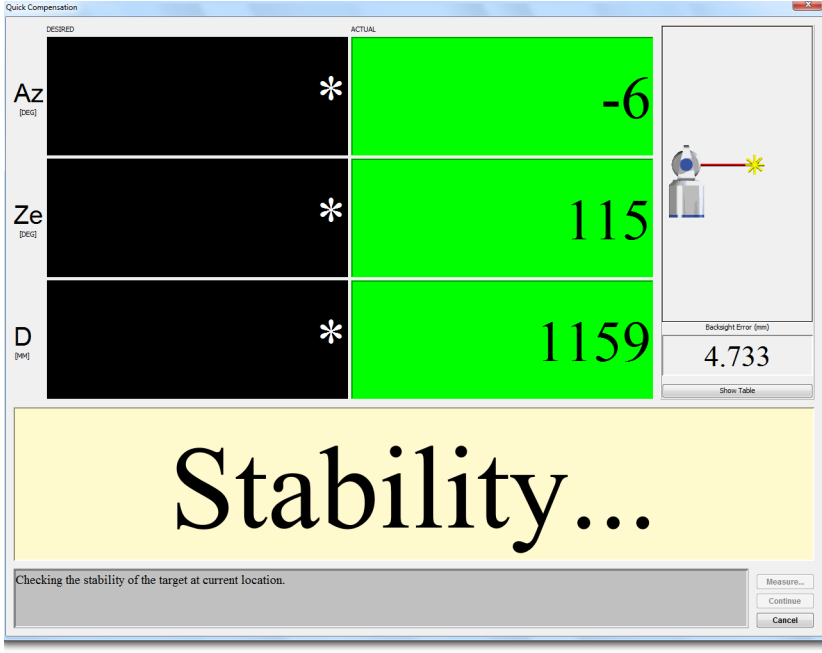 Quick Compensation
DESIRED
ACTUAL
Az
[DEG]
*
-6
Ze
[DEG]
*
115
D
[MM]
*
1159
Backsight Error (mm)
4.733
Show Table
Stability...
Checking the stability of the target at current location.
Measure...
Continue
Cancel